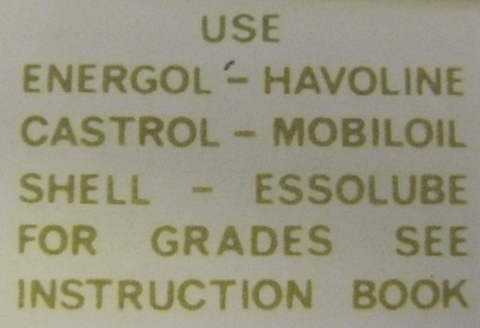 USE
ENERGOL - HAVOLINE
CASTROL - MOBILOIL
SHELL - ESSOLUBE
FOR GRADES SEE
INSTRUCTION BOOK